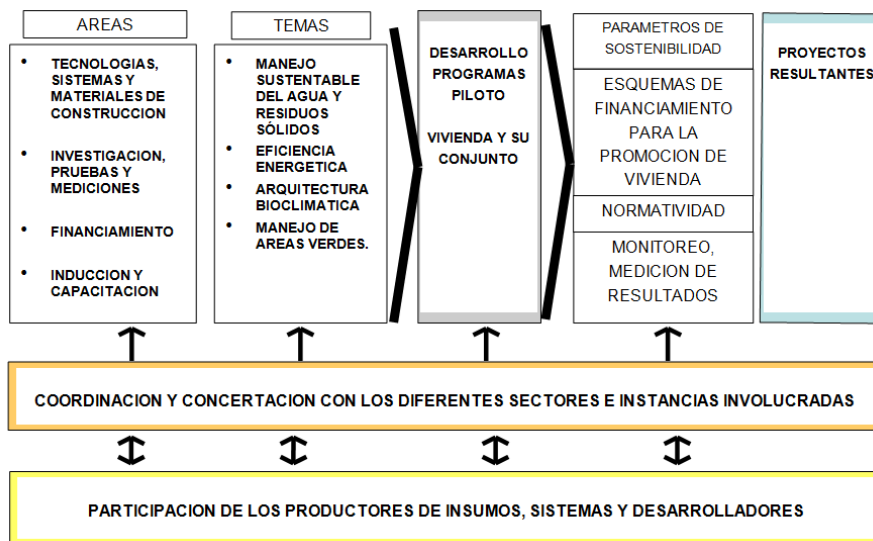 AREAS
• TECNOLOGIAS,
SISTEMAS Y
MATERIALES DE
CONSTRUCCION
• INVESTIGACION,
PRUEBAS Y
MEDICIONES
• FINANCIAMIENTO
• INDUCCION Y
CAPACITACION
TEMAS
• MANEJO
SUSTENTABLE
DEL AGUA Y
RESIDUOS
SÓLIDOS
• EFICIENCIA
ENERGETICA
• ARQUITECTURA
BIOCLIMATICA
• MANEJO DE
AREAS VERDES.
DESARROLLO
PROGRAMAS
PILOTO
VIVIENDA Y SU
CONJUNTO
PARAMETROS DE
SOSTENIBILIDAD
ESQUEMAS DE
FINANCIAMIENTO
PARA LA
PROMOCION DE
VIVIENDA
NORMATIVIDAD
MONITOREO,
MEDICION DE
RESULTADOS
PROYECTOS
RESULTANTES
COORDINACION Y CONCERTACION CON LOS DIFERENTES SECTORES E INSTANCIAS INVOLUCRADAS
PARTICIPACION DE LOS PRODUCTORES DE INSUMOS, SISTEMAS Y DESARROLLADORES